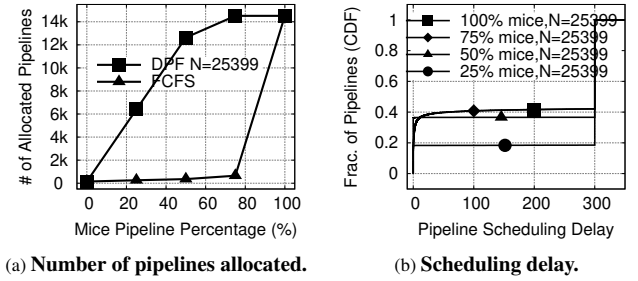 14k
12k
10k
8k
6k
4k
2k
0
# of Allocated Pipelines
DPF N=25399
FCFS
0 20 40 60 80 100
Mice Pipeline Percentage (%)
(a) Number of pipelines allocated.
1
0.8
0.6
0.4
0.2
0
Frac. of Pipelines (CDF)
100% mice,N=25399
75% mice,N=25399
50% mice,N=25399
25% mice,N=25399
0 100 200 300
Pipeline Scheduling Delay
(b) Scheduling delay.